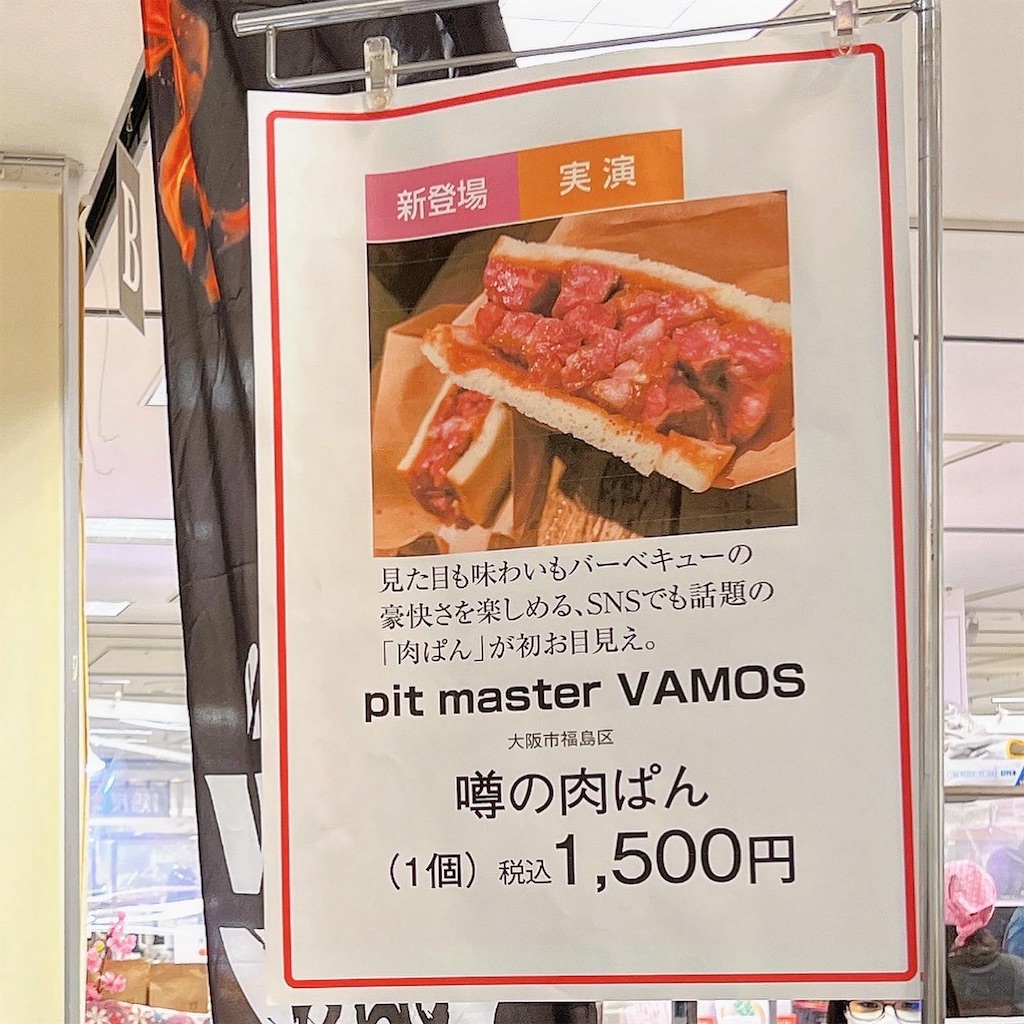 B
新登場
実演
見た目も味わいもバーベキューの
豪快さを楽しめる、SNSでも話題の
「肉ぱん」が初お目見え。
pit master VAMOS
大阪市福島区
噂の肉ぱん
（1個）税込1,500円